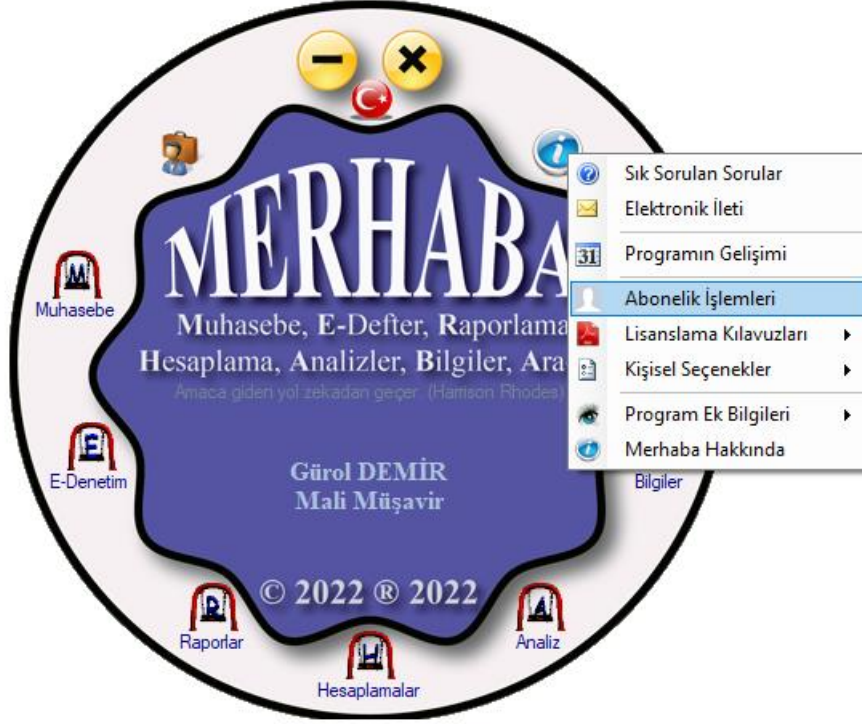 MERHABA
Muhasebe, E-Defter, Raporlama
Hesaplama, Analizler, Bilgiler, Ara
Amaca giden yol zekadan geçer. (Harrison Rhodes)
Gürol DEMİR
Mali Müşavir
© 2022 ® 2022
Muhasebe
E-Denetim
Raporlar
Hesaplamalar
Analiz
Bilgiler
Sık Sorulan Sorular
Elektronik İleti
31 Programın Gelişimi
Abonelik İşlemleri
Lisanslama Kılavuzları
Kişisel Seçenekler
Program Ek Bilgileri
Merhaba Hakkında
M
E
R
H
A